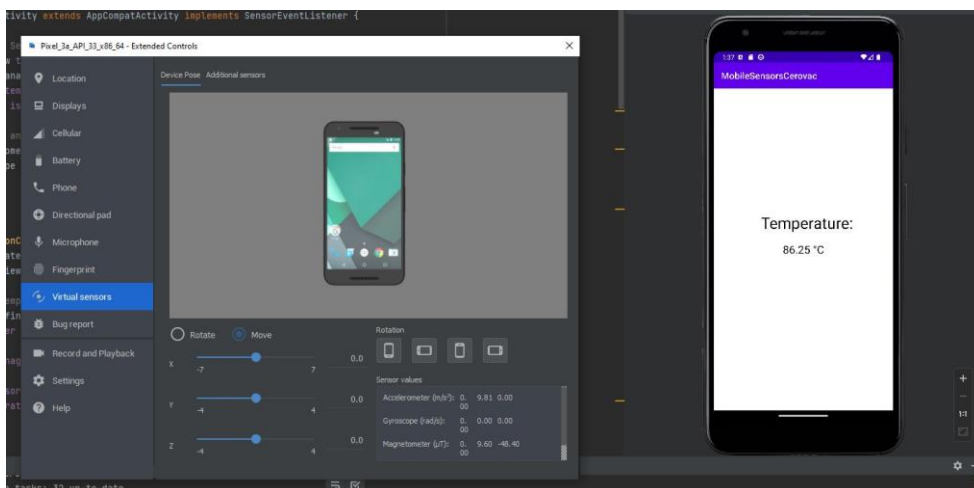 tivity extends AppCompatActivity implements SensorEventListener {
Pixel_3a_API_33_x86_64 - Extended Controls
Location
Displays
Cellular
Battery
Phone
Directional pad
Microphone
Fingerprint
Virtual sensors
Bug report
Record and Playback
Settings
Help
Device Pose Additional sensors
Rotate Move
X -7 7 0.0
Y -4 4 0.0
Z -4 4 0.0
Rotation
Sensor values
Accelerometer (m/s²): 0.00 9.81 0.00
Gyroscope (rad/s): 0.00 0.00 0.00
Magnetometer (μT): 0.00 9.60 -48.40
1:37
MobileSensorsCerovac
Temperature:
86.25 °C
1:1